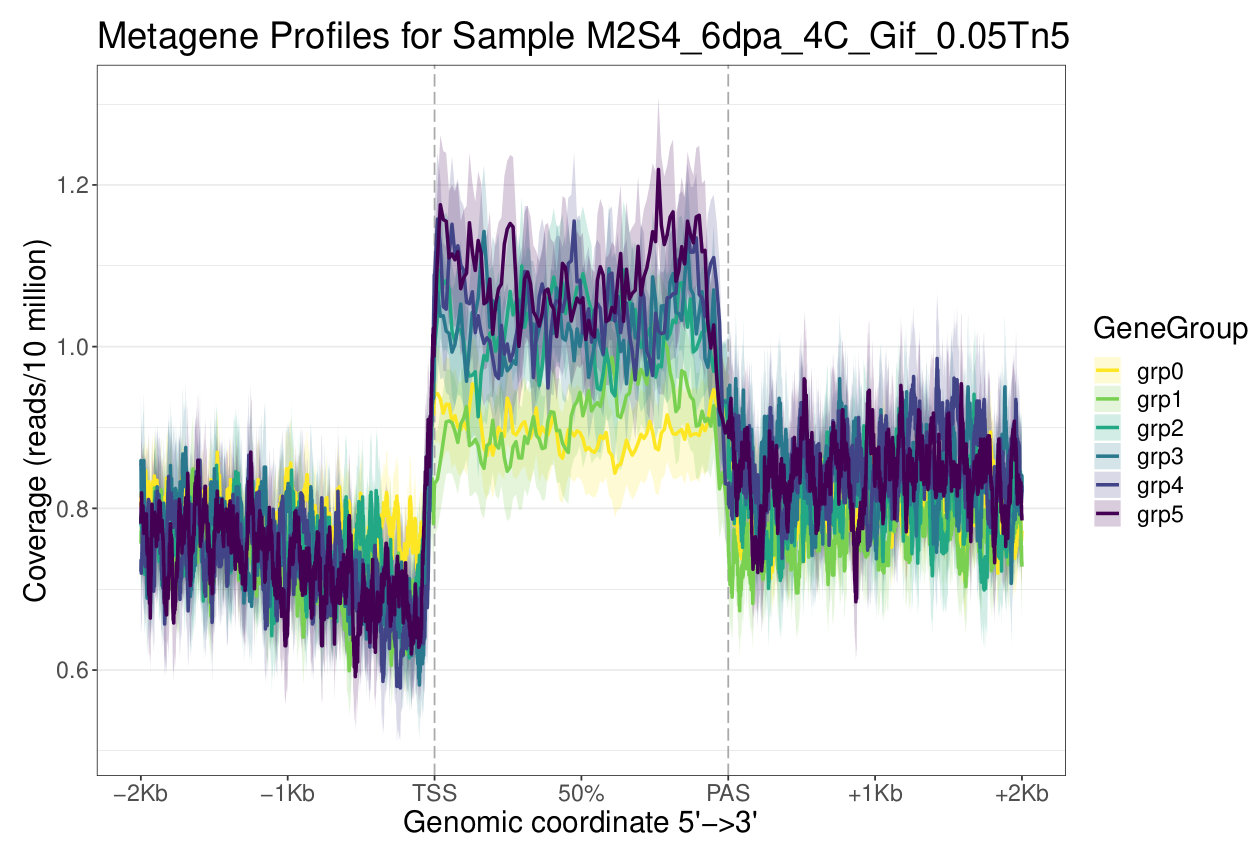 Metagene Profiles for Sample M2S4_6dpa_4C_Gif_0.05Tn5
Coverage (reads/10 million)
1.2
1.0
0.8
0.6
−2Kb −1Kb TSS 50% PAS +1Kb +2Kb
Genomic coordinate 5'−>3'
GeneGroup
grp0
grp1
grp2
grp3
grp4
grp5